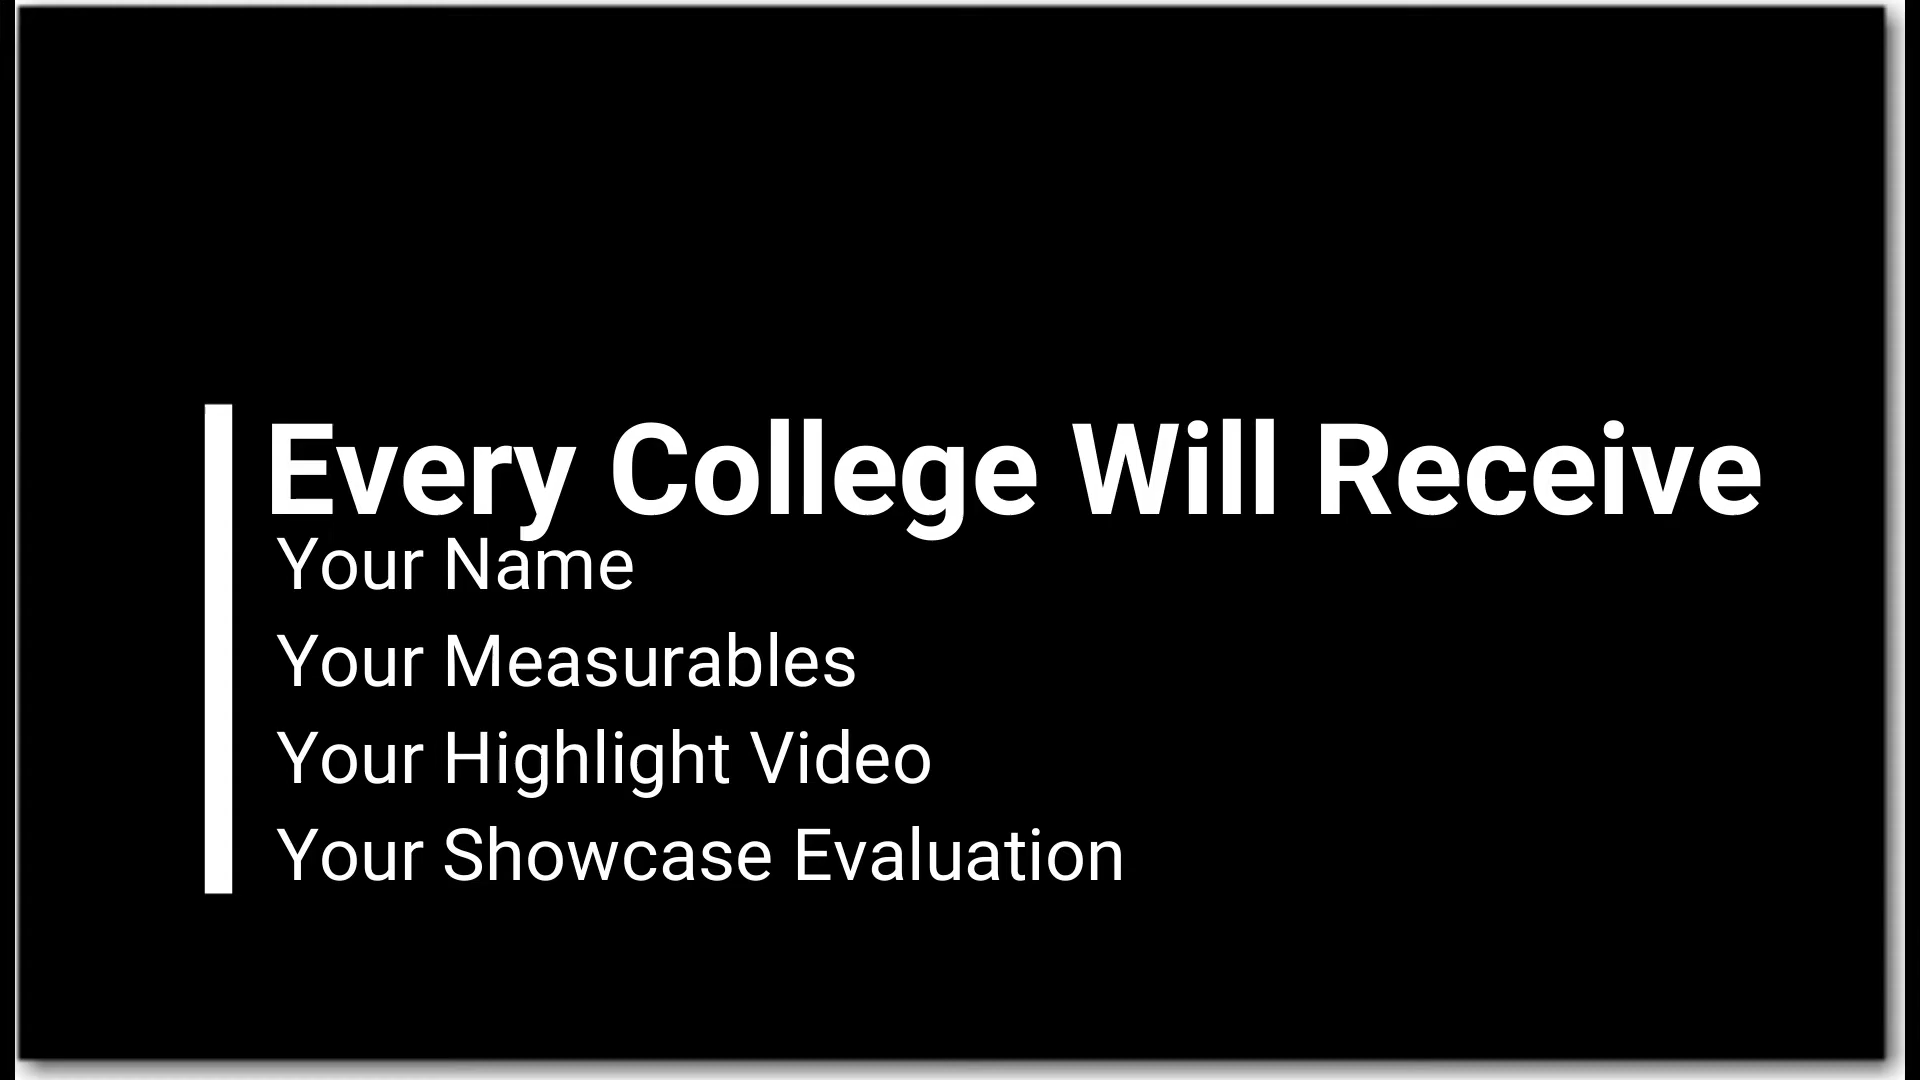 Every College Will Receive
Your Name
Your Measurables
Your Highlight Video
Your Showcase Evaluation